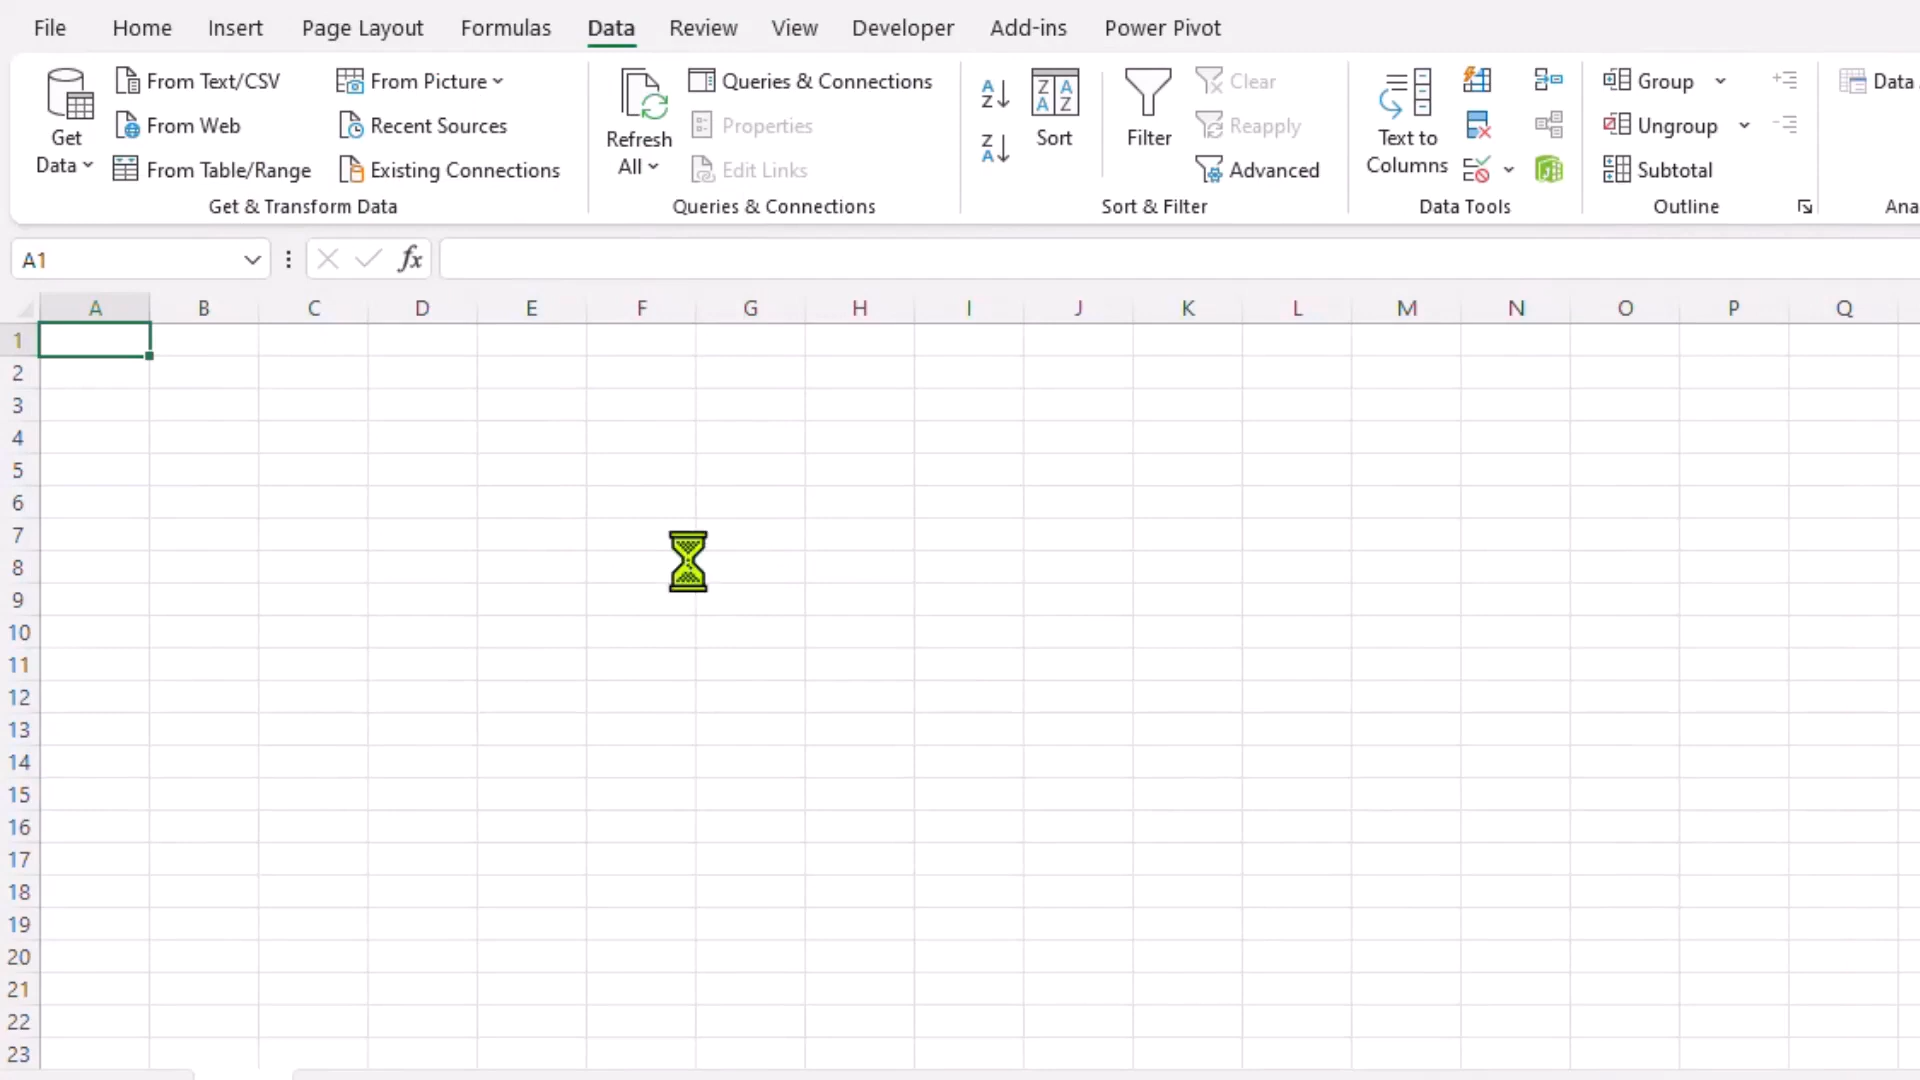 File Home Insert Page Layout Formulas Data Review View Developer Add-ins Power Pivot
Get Data
From Text/CSV
From Web
From Table/Range
From Picture
Recent Sources
Existing Connections
Get & Transform Data
Refresh All
Queries & Connections
Properties
Edit Links
Queries & Connections
A Z
Z A
Z A A Z
Sort
Filter
Clear
Reapply
Advanced
Sort & Filter
Text to Columns
Data Tools
Group
Ungroup
Subtotal
Outline
Data
Ana
A1
fx
A B C D E F G H I J K L M N O P Q
1
2
3
4
5
6
7
8
9
10
11
12
13
14
15
16
17
18
19
20
21
22
23